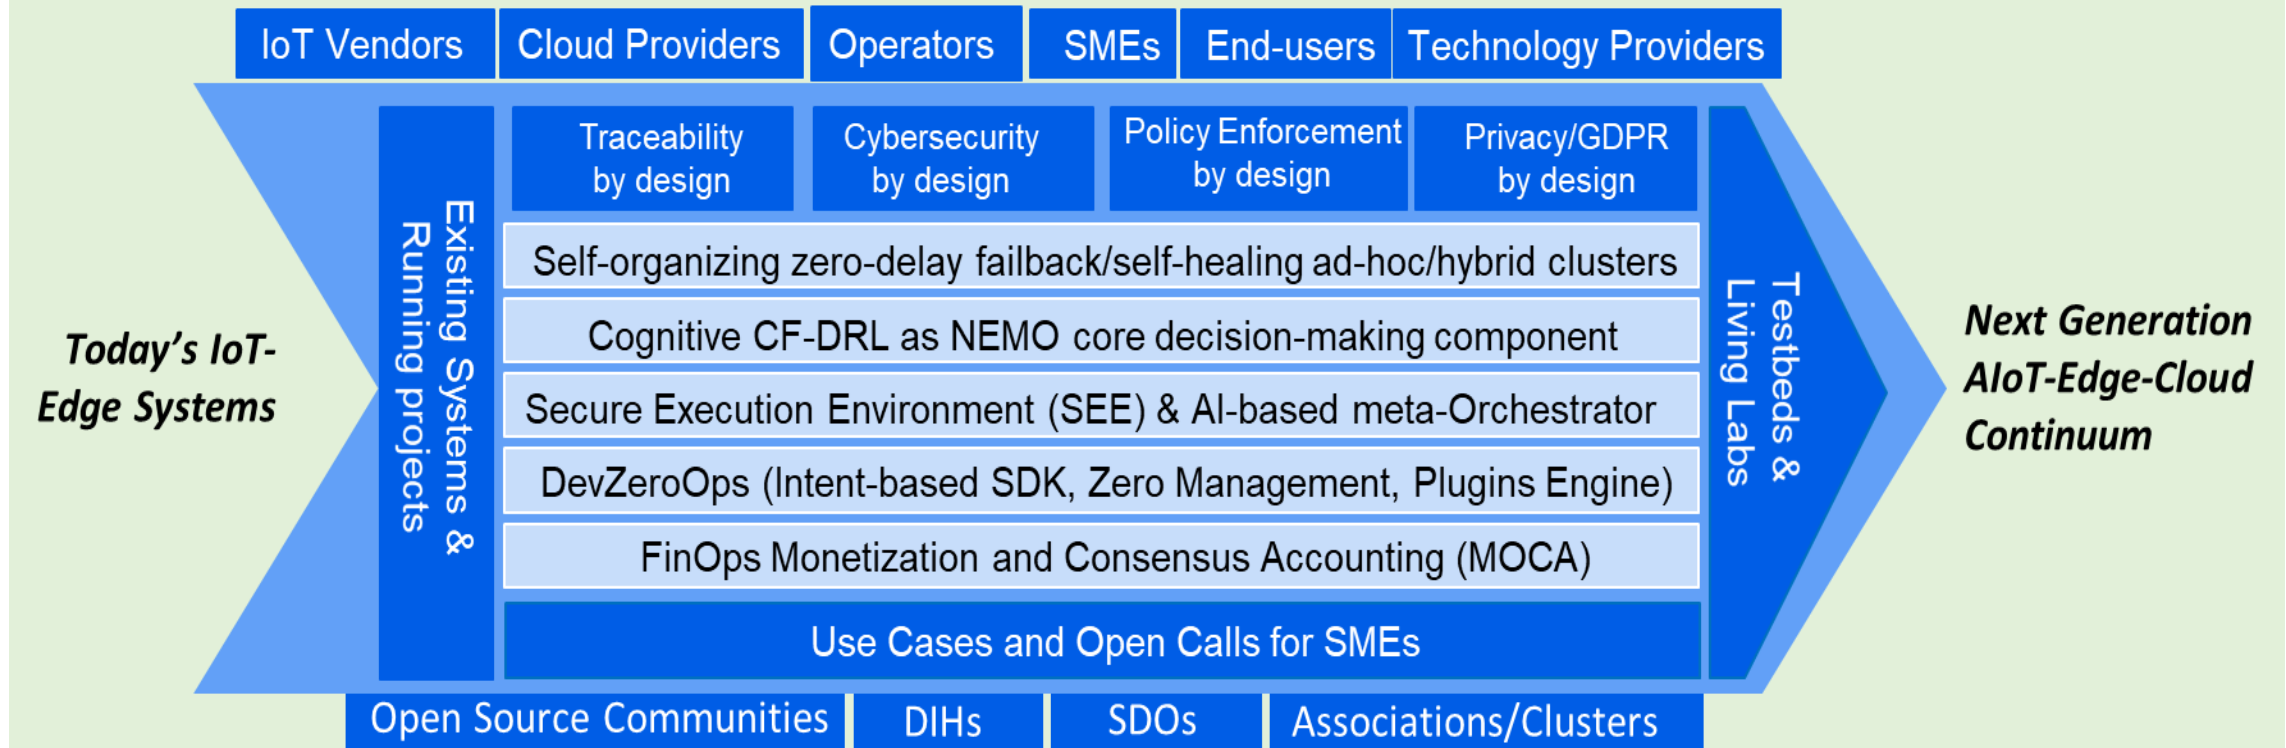 IoT Vendors
Cloud Providers
Operators
SMEs
End-users
Technology Providers
Today’s IoT-
Edge Systems
Existing Systems &
Running projects
Traceability
by design
Cybersecurity
by design
Policy Enforcement
by design
Privacy/GDPR
by design
Self-organizing zero-delay failback/self-healing ad-hoc/hybrid clusters
Cognitive CF-DRL as NEMO core decision-making component
Secure Execution Environment (SEE) & AI-based meta-Orchestrator
DevZeroOps (Intent-based SDK, Zero Management, Plugins Engine)
FinOps Monetization and Consensus Accounting (MOCA)
Use Cases and Open Calls for SMEs
Testbeds &
Living Labs
Next Generation
AIoT-Edge-Cloud
Continuum
Open Source Communities
DIHs
SDOs
Associations/Clusters